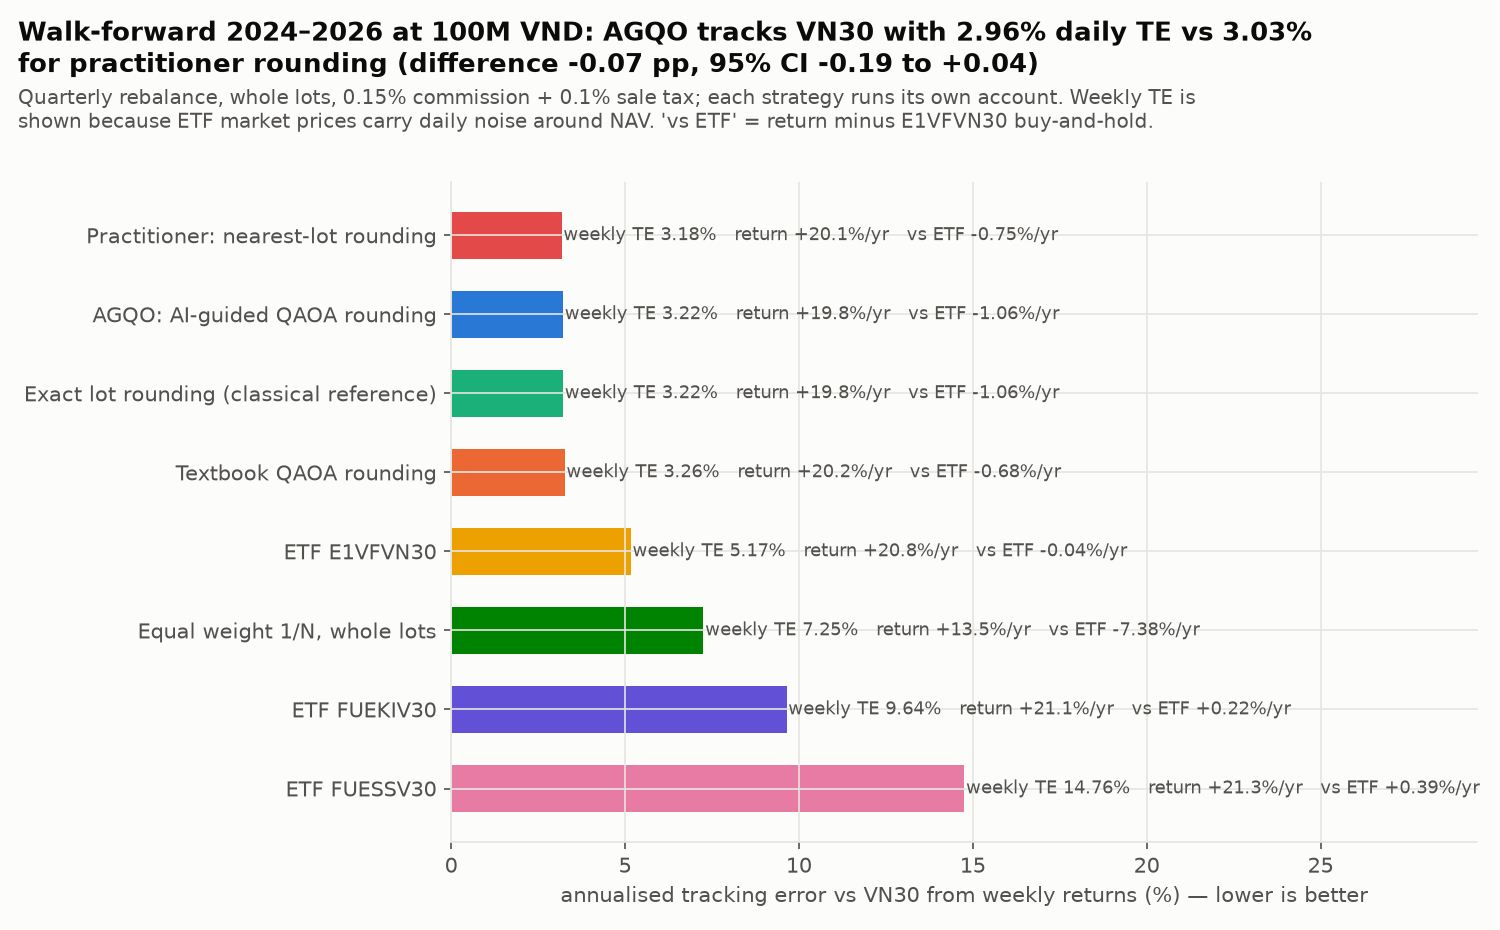 Walk-forward 2024–2026 at 100M VND: AGQO tracks VN30 with 2.96% daily TE vs 3.03%
for practitioner rounding (difference -0.07 pp, 95% CI -0.19 to +0.04)
Quarterly rebalance, whole lots, 0.15% commission + 0.1% sale tax; each strategy runs its own account. Weekly TE is
shown because ETF market prices carry daily noise around NAV. 'vs ETF' = return minus E1VFVN30 buy-and-hold.
Practitioner: nearest-lot rounding weekly TE 3.18% return +20.1%/yr vs ETF -0.75%/yr
AGQO: AI-guided QAOA rounding weekly TE 3.22% return +19.8%/yr vs ETF -1.06%/yr
Exact lot rounding (classical reference) weekly TE 3.22% return +19.8%/yr vs ETF -1.06%/yr
Textbook QAOA rounding weekly TE 3.26% return +20.2%/yr vs ETF -0.68%/yr
ETF E1VFVN30 weekly TE 5.17% return +20.8%/yr vs ETF -0.04%/yr
Equal weight 1/N, whole lots weekly TE 7.25% return +13.5%/yr vs ETF -7.38%/yr
ETF FUEKIV30 weekly TE 9.64% return +21.1%/yr vs ETF +0.22%/yr
ETF FUESSV30 weekly TE 14.76% return +21.3%/yr vs ETF +0.39%/yr
0 5 10 15 20 25
annualised tracking error vs VN30 from weekly returns (%) — lower is better